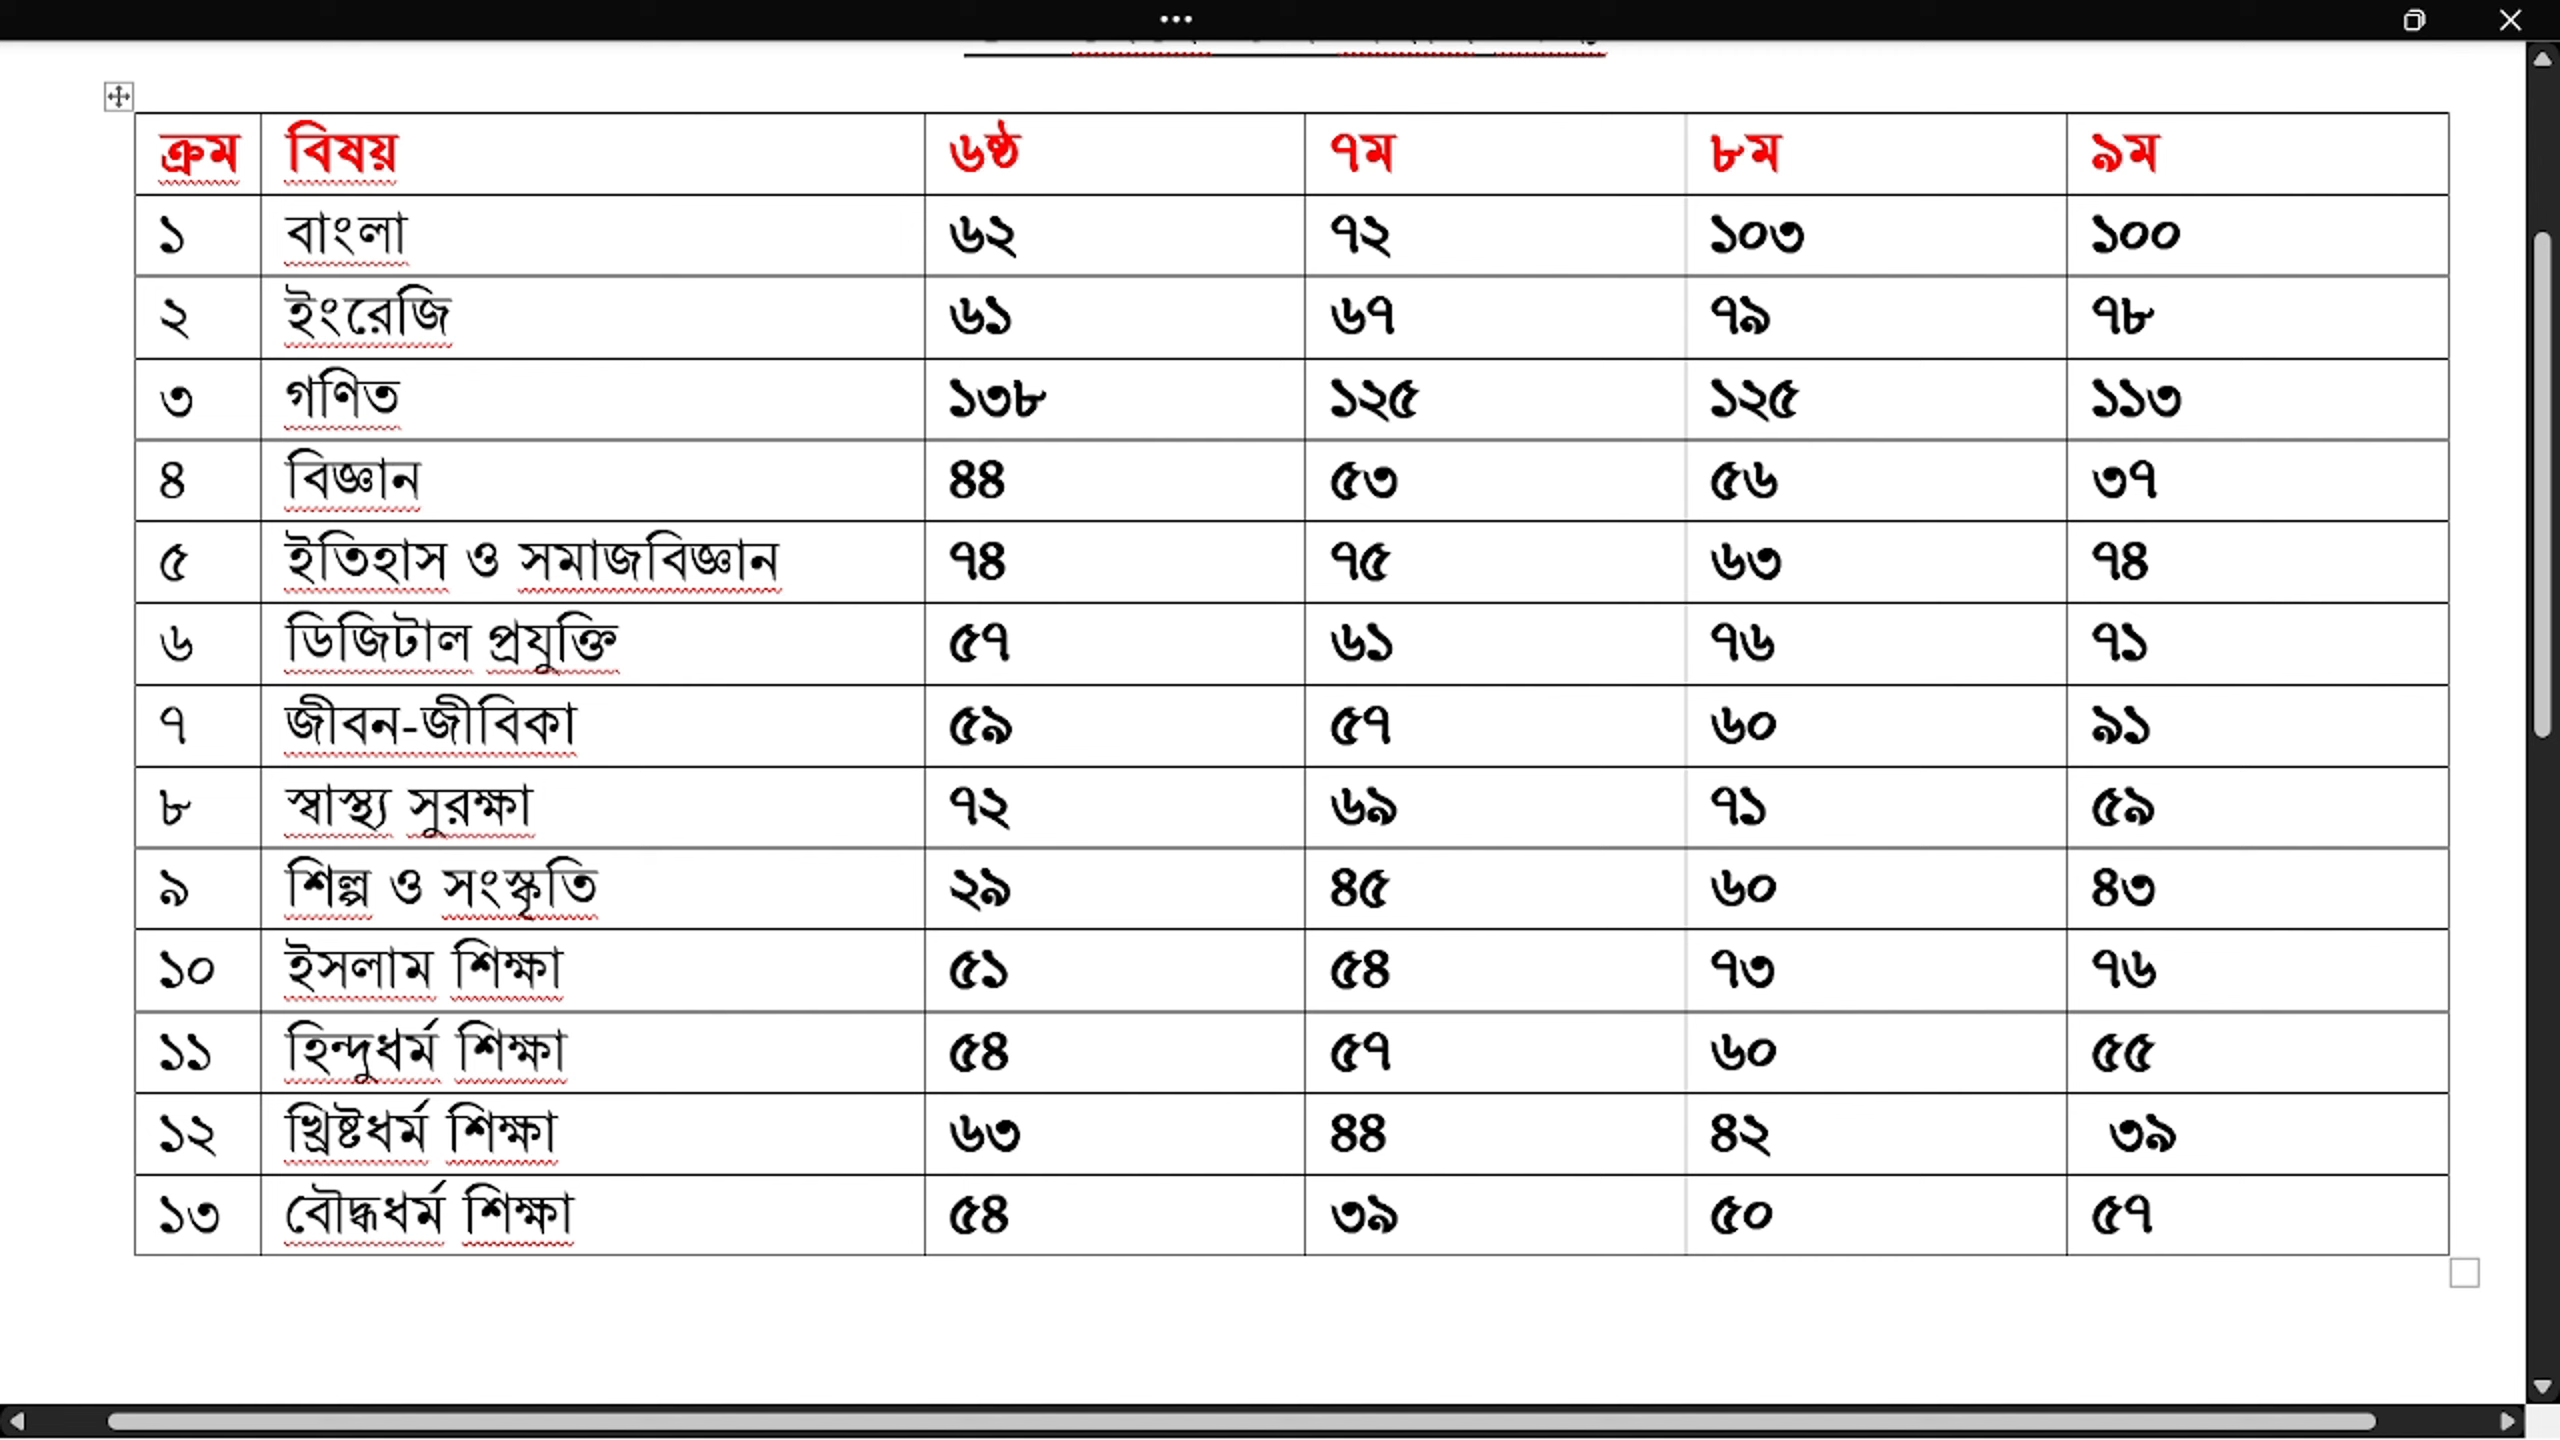 ক্রম বিষয় ৬ষ্ঠ ৭ম ৮ম ৯ম
১ বাংলা ৬২ ৭২ ১০৩ ১০০
২ ইংরেজি ৬১ ৬৭ ৭৯ ৭৮
৩ গণিত ১৩৮ ১২৫ ১২৫ ১১৩
৪ বিজ্ঞান ৪৪ ৫৩ ৫৬ ৩৭
৫ ইতিহাস ও সমাজবিজ্ঞান ৭৪ ৭৫ ৬৩ ৭৪
৬ ডিজিটাল প্রযুক্তি ৫৭ ৬১ ৭৬ ৭১
৭ জীবন-জীবিকা ৫৯ ৫৭ ৬০ ৯১
৮ স্বাস্থ্য সুরক্ষা ৭২ ৬৯ ৭১ ৫৯
৯ শিল্প ও সংস্কৃতি ২৯ ৪৫ ৬০ ৪৩
১০ ইসলাম শিক্ষা ৫১ ৫৪ ৭৩ ৭৬
১১ হিন্দুধর্ম শিক্ষা ৫৪ ৫৭ ৬০ ৫৫
১২ খ্রিষ্টধর্ম শিক্ষা ৬৩ ৪৪ ৪২ ৩৯
১৩ বৌদ্ধধর্ম শিক্ষা ৫৪ ৩৯ ৫০ ৫৭